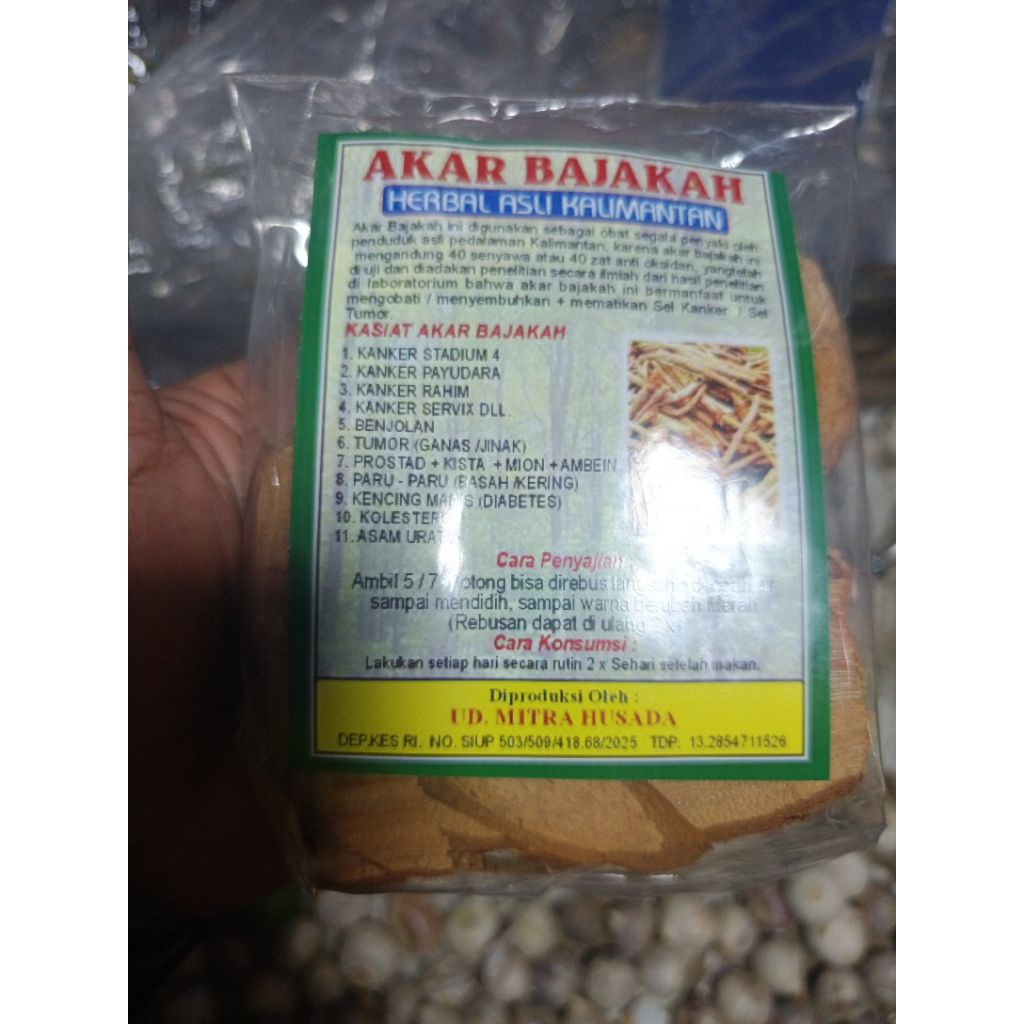 AKAR BAJAKAH
HERBAL ASLI KALIMANTAN
Akar Bajakah ini digunakan sebagai obat segala penyaki oleh
penduduk asli pedalaman Kalimantan, karena akar bajakah ini
mengandung 40 senyawa atau 40 zat anti oksidan, yangtelah
di uji dan diadakan penelitian secara ilmiah dari hasil penelitian
di laboratorium bahwa akar bajakah ini Bermanfaat untuk
mengobati / menyembuhkan + mematikan Sel Kanker / Sel
Tumor.
KASIAT AKAR BAJAKAH
1. KANKER STADIUM 4
2. KANKER PAYUDARA
3. KANKER RAHIM
4. KANKER SERVIX DLL.
5. BENJOLAN
6. TUMOR (GANAS /JINAK)
7. PROSTAD + KISTA + MION + AMBEIN
8. PARU - PARU (BASAH /KERING)
9. KENCING MANIS (DIABETES)
10. KOLESTER
11. ASAM URAT
Cara Penyajian :
Ambil 5 / 7 Potong bisa direbus langsung air
sampai mendidih, sampai warna berubah Merah
(Rebusan dapat di ulang
Cara Konsumsi :
Lakukan setiap hari secara rutin 2 x Sehari setelah makan.
Diproduksi Oleh :
UD. MITRA HUSADA
DEP.KES RI. NO. SIUP 503/509/418.68/2025 TDP. 13.2854711526